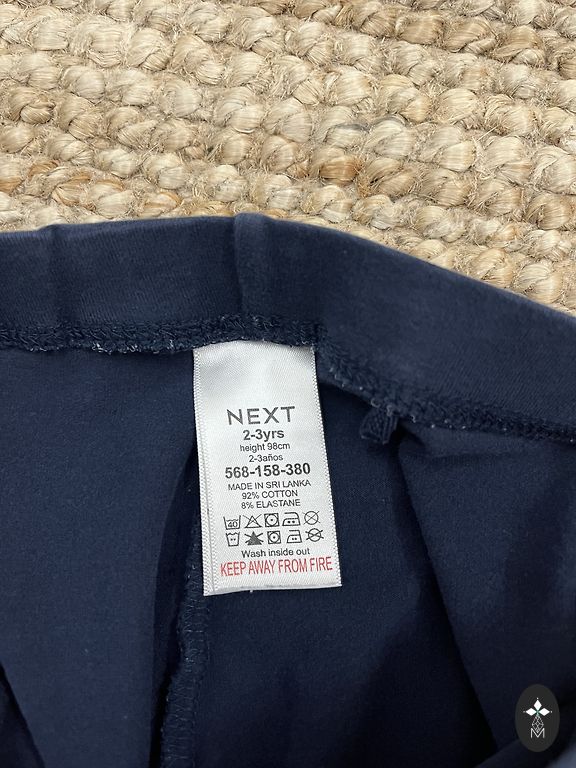 NEXT
2-3yrs
height 98cm
2-3años
568-158-380
MADE IN SRI LANKA
92% COTTON
8% ELASTANE
40
Wash inside out
KEEP AWAY FROM FIRE
M